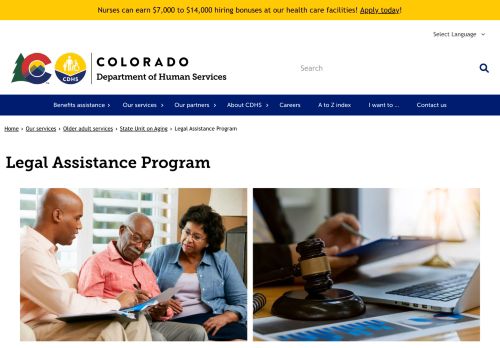 Nurses can earn $7,000 to $14,000 hiring bonuses at our health care facilities! Apply today!
Select Language
CDHS
COLORADO
Department of Human Services
Search
Benefits assistance › Our services › Our partners › About CDHS › Careers A to Z index I want to ... Contact us
Home › Our services › Older adult services › State Unit on Aging › Legal Assistance Program
Legal Assistance Program